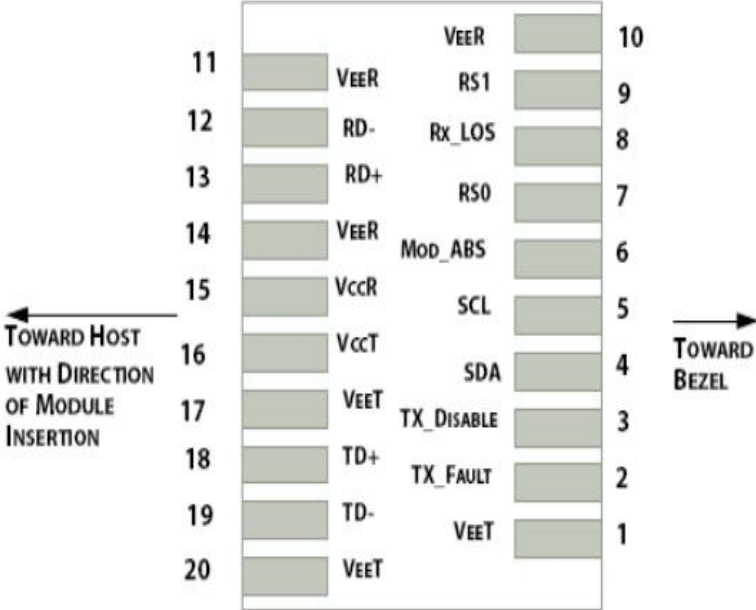 11 VEER
12 RD-
13 RD+
14 VEER
15 VccR
16 VccT
17 VEET
18 TD+
19 TD-
20 VEET
VEER 10
RS1 9
Rx_LOS 8
RS0 7
MOD_ABS 6
SCL 5
SDA 4
TX_DISABLE 3
TX_FAULT 2
VEET 1
TOWARD HOST
WITH DIRECTION
OF MODULE
INSERTION
TOWARD
BEZEL